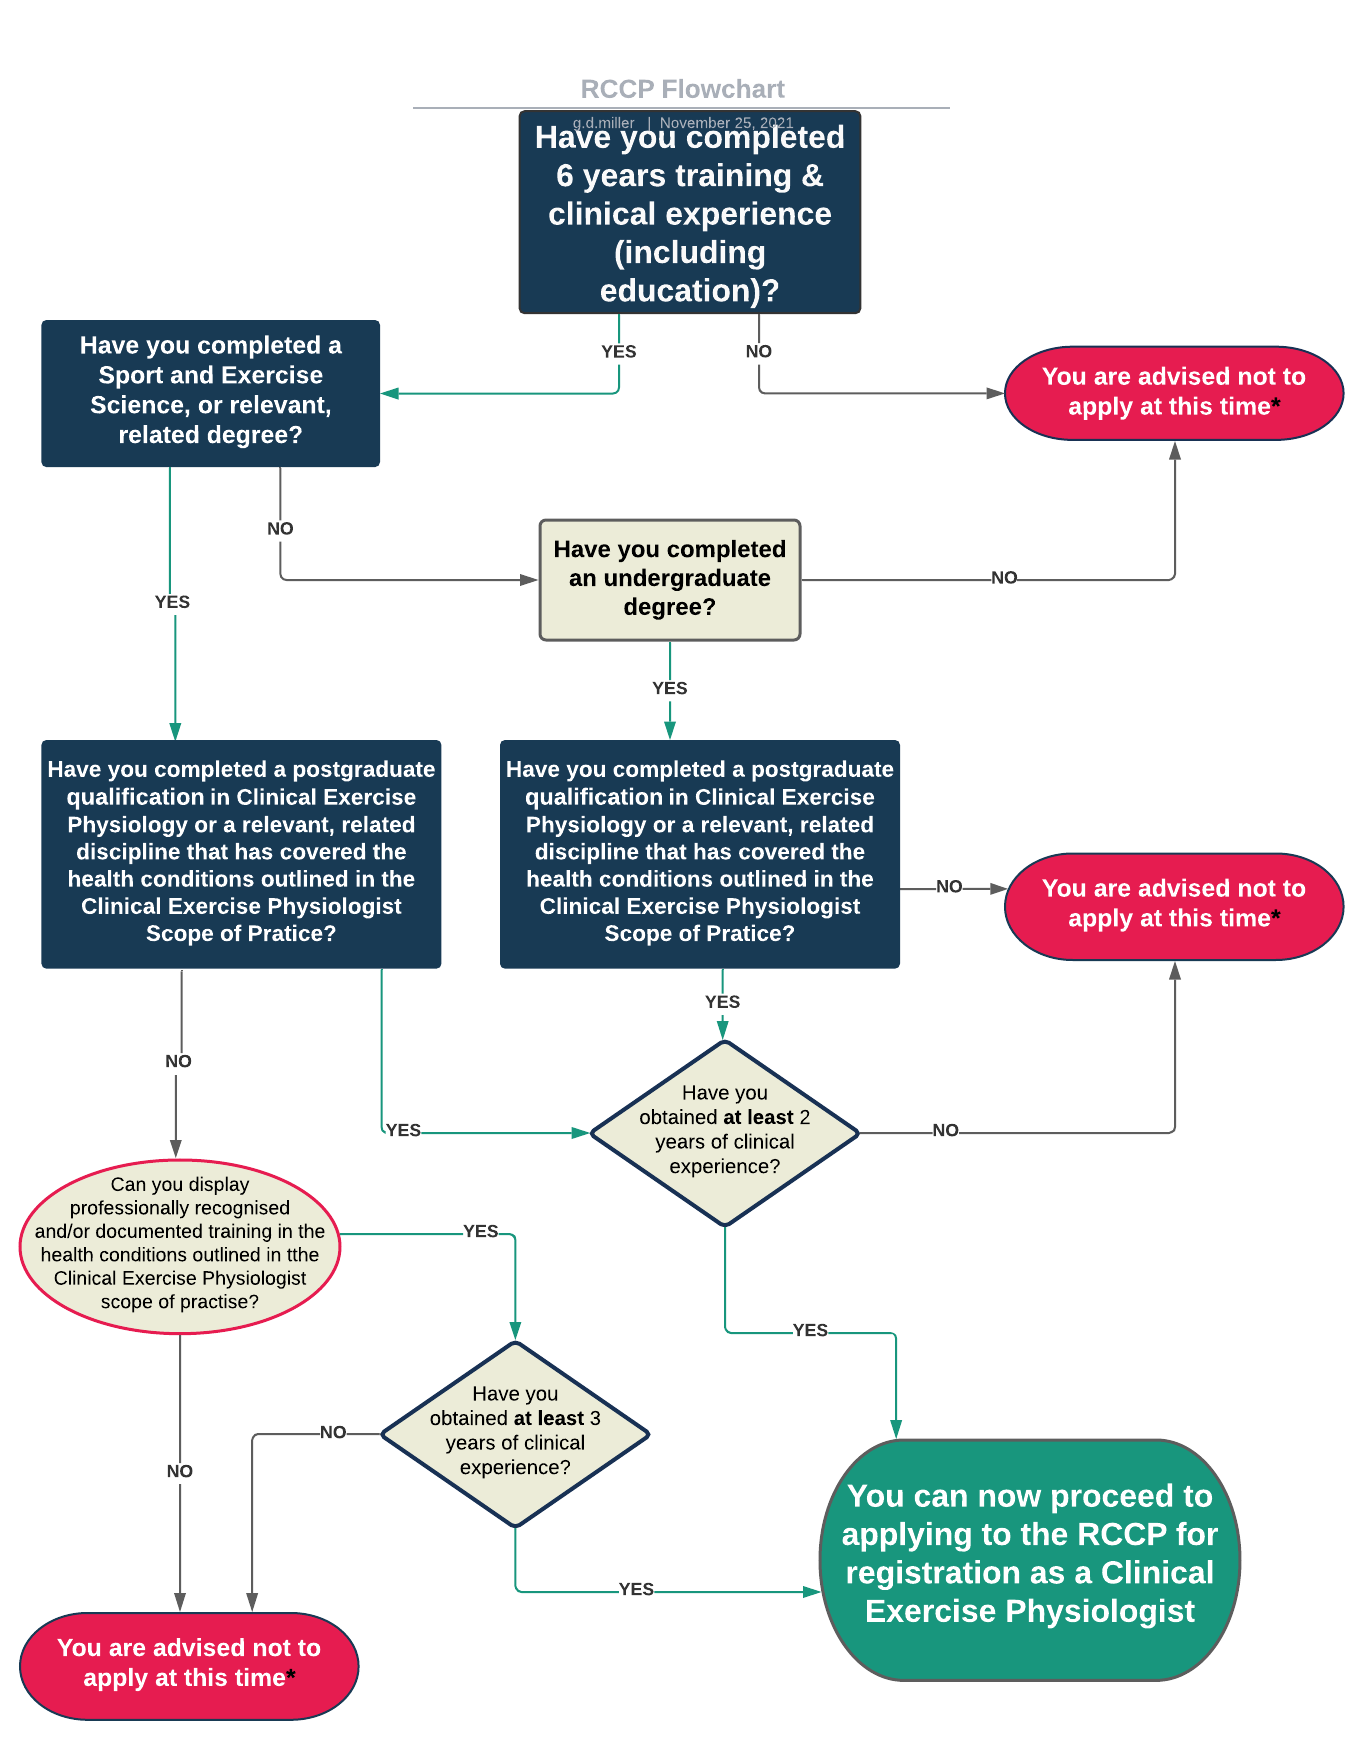 RCCP Flowchart
g.d.miller | November 25, 2021
Have you completed
6 years training &
clinical experience
(including
education)?
YES
NO
Have you completed a
Sport and Exercise
Science, or relevant,
related degree?
You are advised not to
apply at this time*
NO
Have you completed
an undergraduate
degree?
NO
YES
YES
Have you completed a postgraduate
qualification in Clinical Exercise
Physiology or a relevant, related
discipline that has covered the
health conditions outlined in the
Clinical Exercise Physiologist
Scope of Pratice?
Have you completed a postgraduate
qualification in Clinical Exercise
Physiology or a relevant, related
discipline that has covered the
health conditions outlined in the
Clinical Exercise Physiologist
Scope of Pratice?
NO
You are advised not to
apply at this time*
YES
NO
YES
Have you
obtained at least 2
years of clinical
experience?
NO
Can you display
professionally recognised
and/or documented training in the
health conditions outlined in tthe
Clinical Exercise Physiologist
scope of practise?
YES
YES
Have you
obtained at least 3
years of clinical
experience?
NO
NO
YES
You can now proceed to
applying to the RCCP for
registration as a Clinical
Exercise Physiologist
You are advised not to
apply at this time*